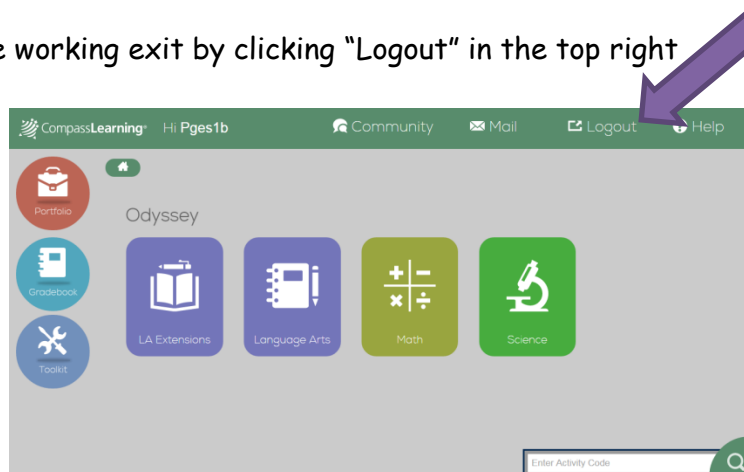 e working exit by clicking “Logout” in the top right
CompassLearning Hi Pges1b Community Mail Logout Help
Portfolio
Odyssey
Gradebook
LA Extensions Language Arts Math Science
Toolkit
Enter Activity Code